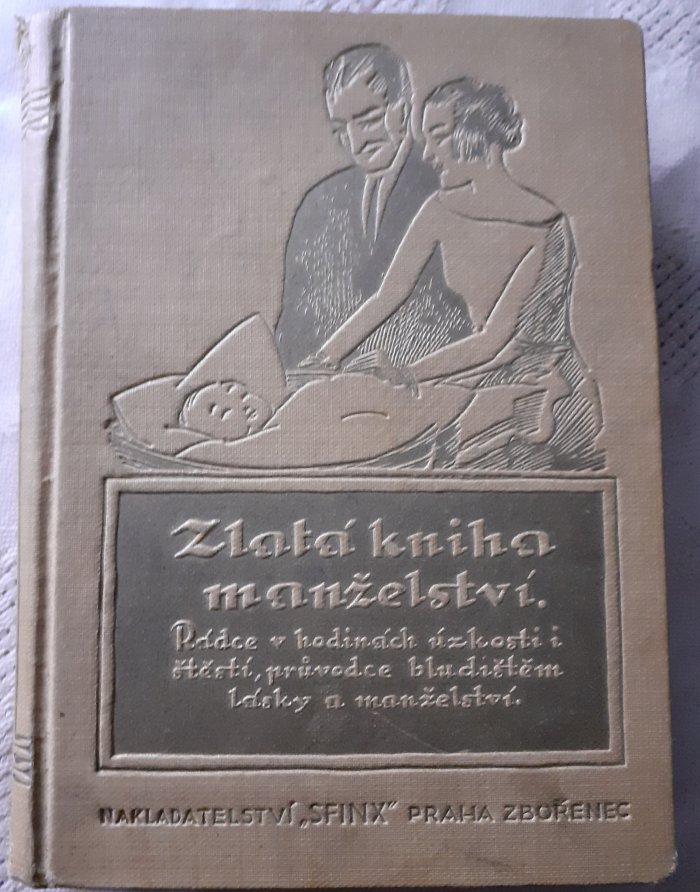 Zlatá kniha
manželství.
Rádce v hodinách úzkosti i
štěstí, průvodce bludištěm
lásky a manželství.
NAKLADATELSTVÍ „SFINX“ PRAHA ZBOŘENEC